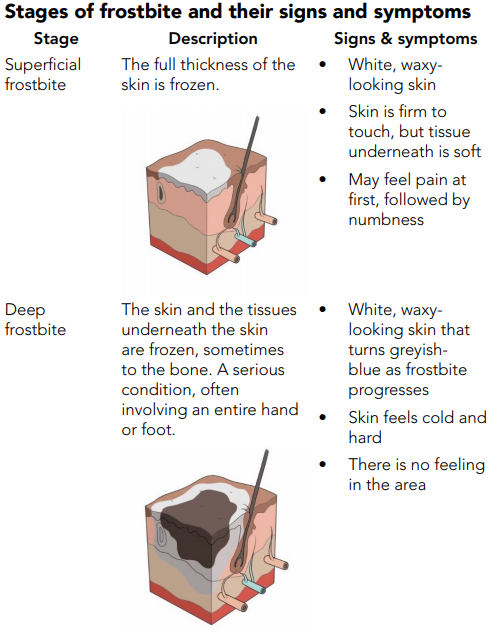 Stages of frostbite and their signs and symptoms
Stage Description Signs & symptoms
Superficial
frostbite
The full thickness of the
skin is frozen.
• White, waxy-
looking skin
• Skin is firm to
touch, but tissue
underneath is soft
• May feel pain at
first, followed by
numbness
Deep
frostbite
The skin and the tissues
underneath the skin
are frozen, sometimes
to the bone. A serious
condition, often
involving an entire hand
or foot.
• White, waxy-
looking skin that
turns greyish-
blue as frostbite
progresses
• Skin feels cold and
hard
• There is no feeling
in the area